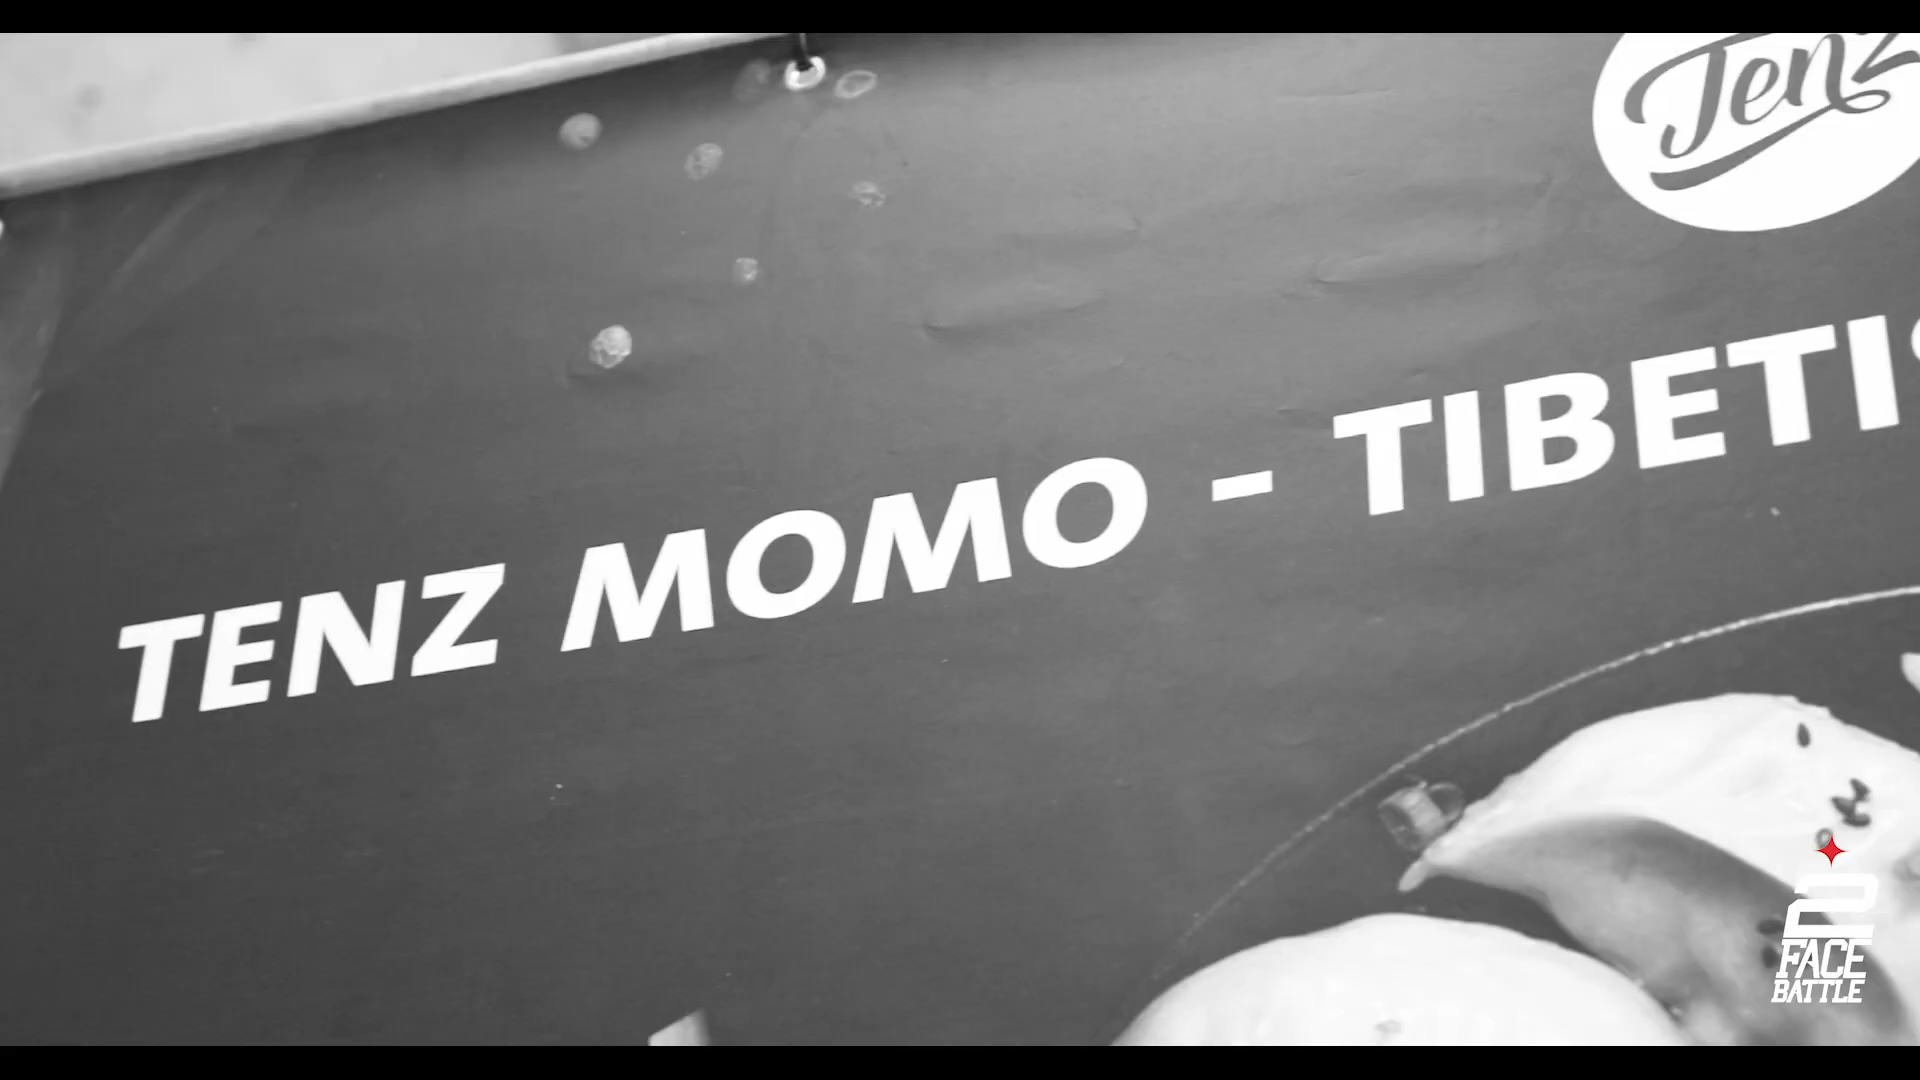 Tenz
TENZ MOMO - TIBETI
2
FACE
BATTLE